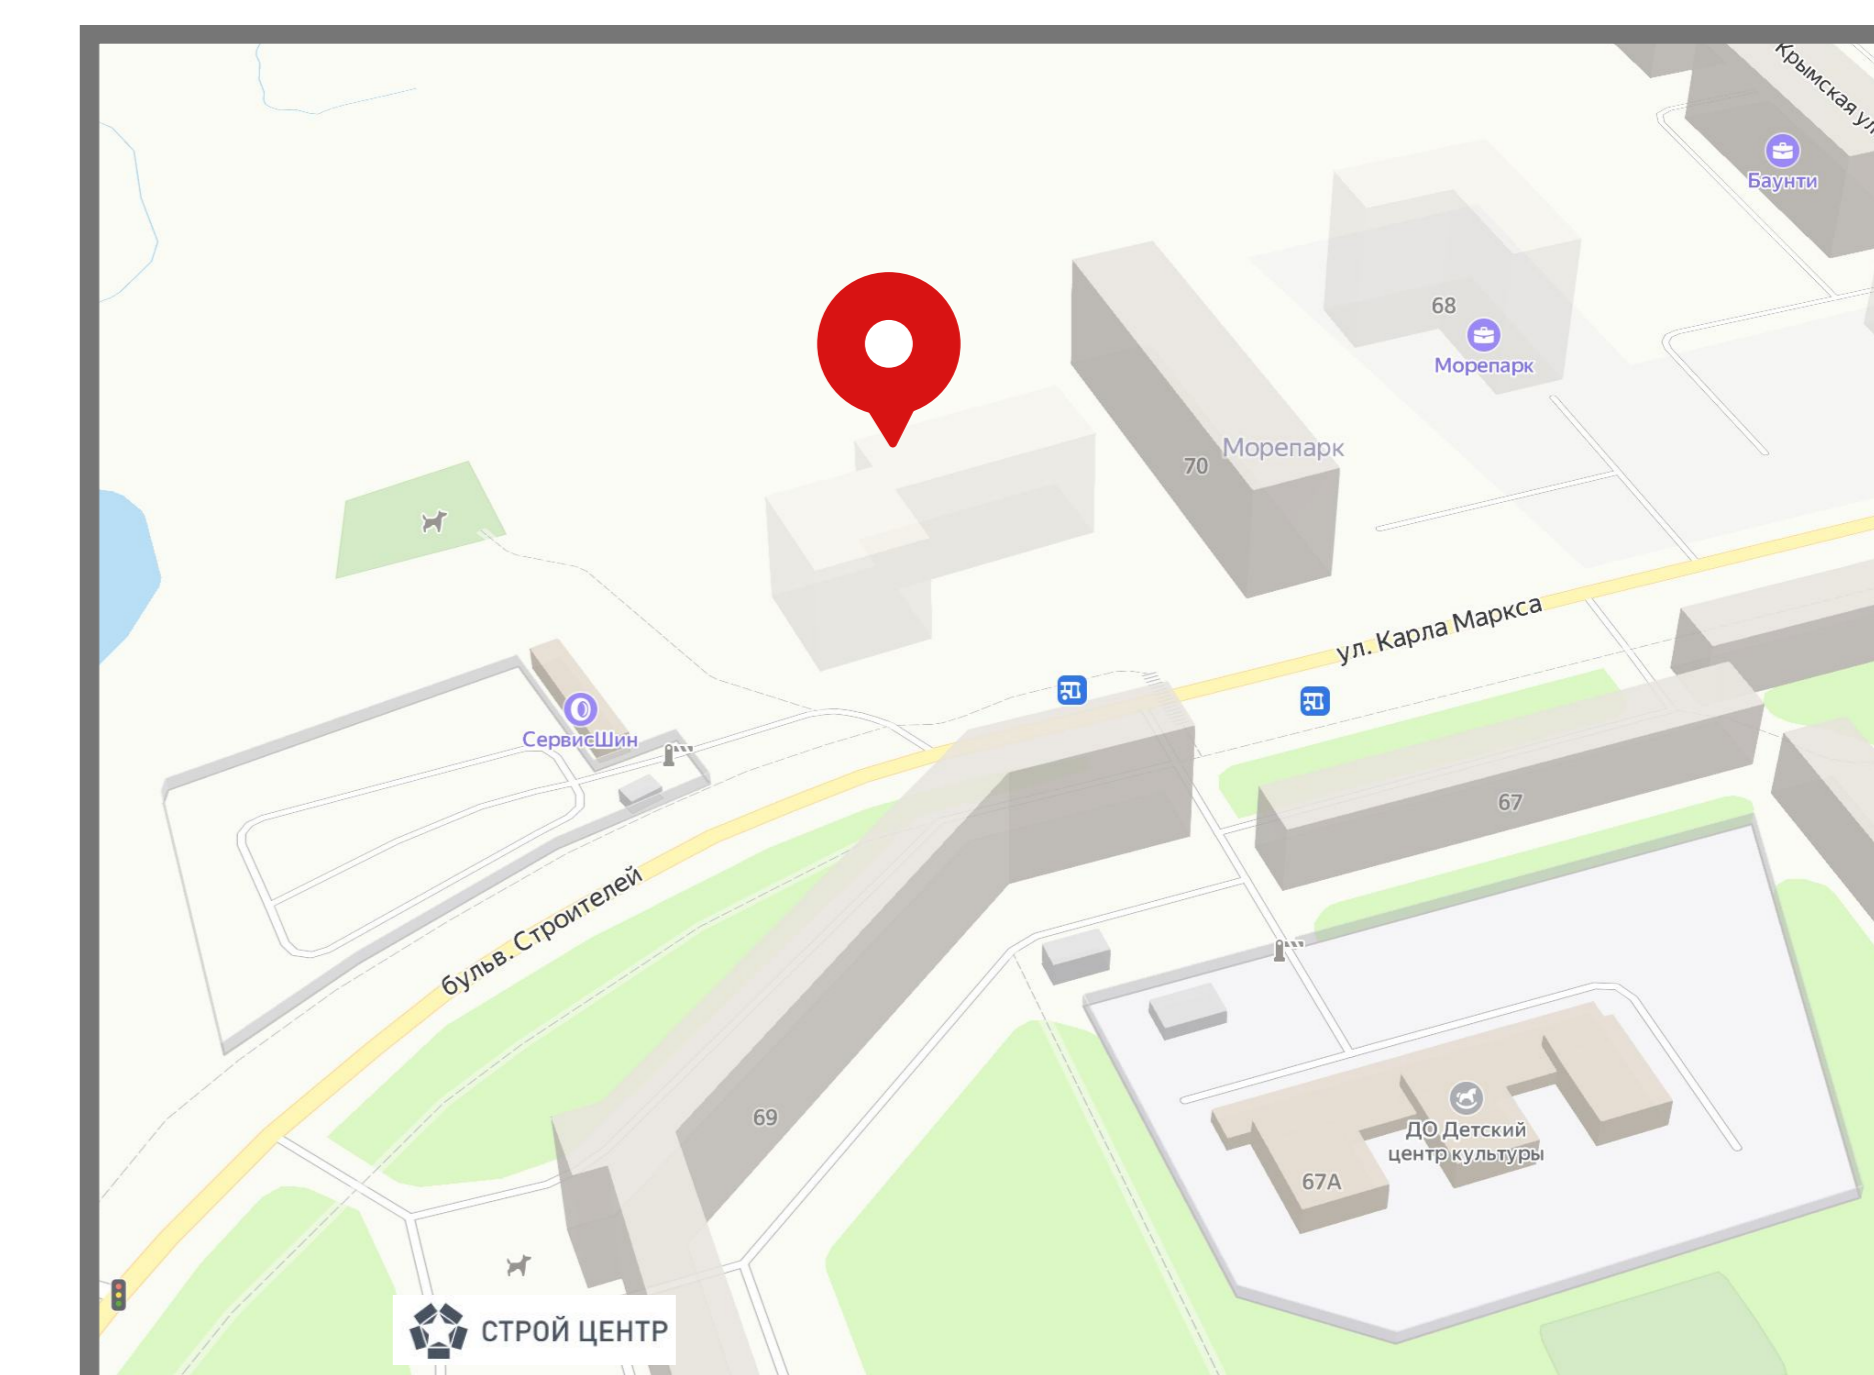 Крымская ул
Баунти
68
Морепарк
Морепарк
70
ул. Карла Маркса
СервисШин
67
бульв. Строителей
69
ДО Детский
центр культуры
67А
СТРОЙ ЦЕНТР